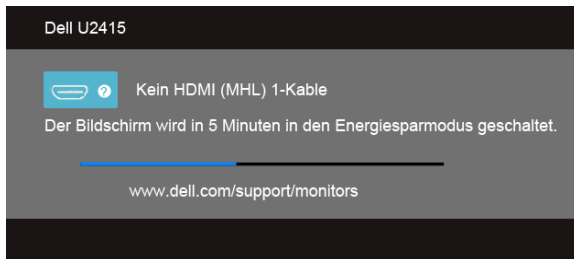 Dell U2415
? Kein HDMI (MHL) 1-Kable
Der Bildschirm wird in 5 Minuten in den Energiesparmodus geschaltet.
www.dell.com/support/monitors